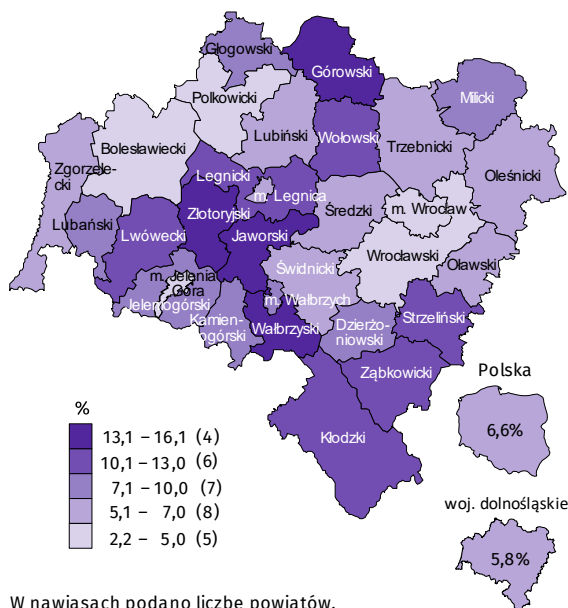 Głogowski
Górowski
Polkowicki
Milicki
Lubiński
Wołowski
Trzebnicki
Bolesławiecki
Zgorzele-
cki
Legnicki
m. Legnica
Oleśnicki
Lubański
Lwówecki
Złotoryjski
Średzki
m. Wrocław
Jaworski
Wrocławski
Oławski
m. Jelenia
Góra
Świdnicki
Jeleniogórski
m. Wałbrzych
Kamien-
nogórski
Wałbrzyski
Dzierżo-
niowski
Strzeliński
Ząbkowicki
Kłodzki
Polska
6,6%
woj. dolnośląskie
5,8%
%
13,1 – 16,1 (4)
10,1 – 13,0 (6)
7,1 – 10,0 (7)
5,1 – 7,0 (8)
2,2 – 5,0 (5)
W nawiasach podano liczbę powiatów.